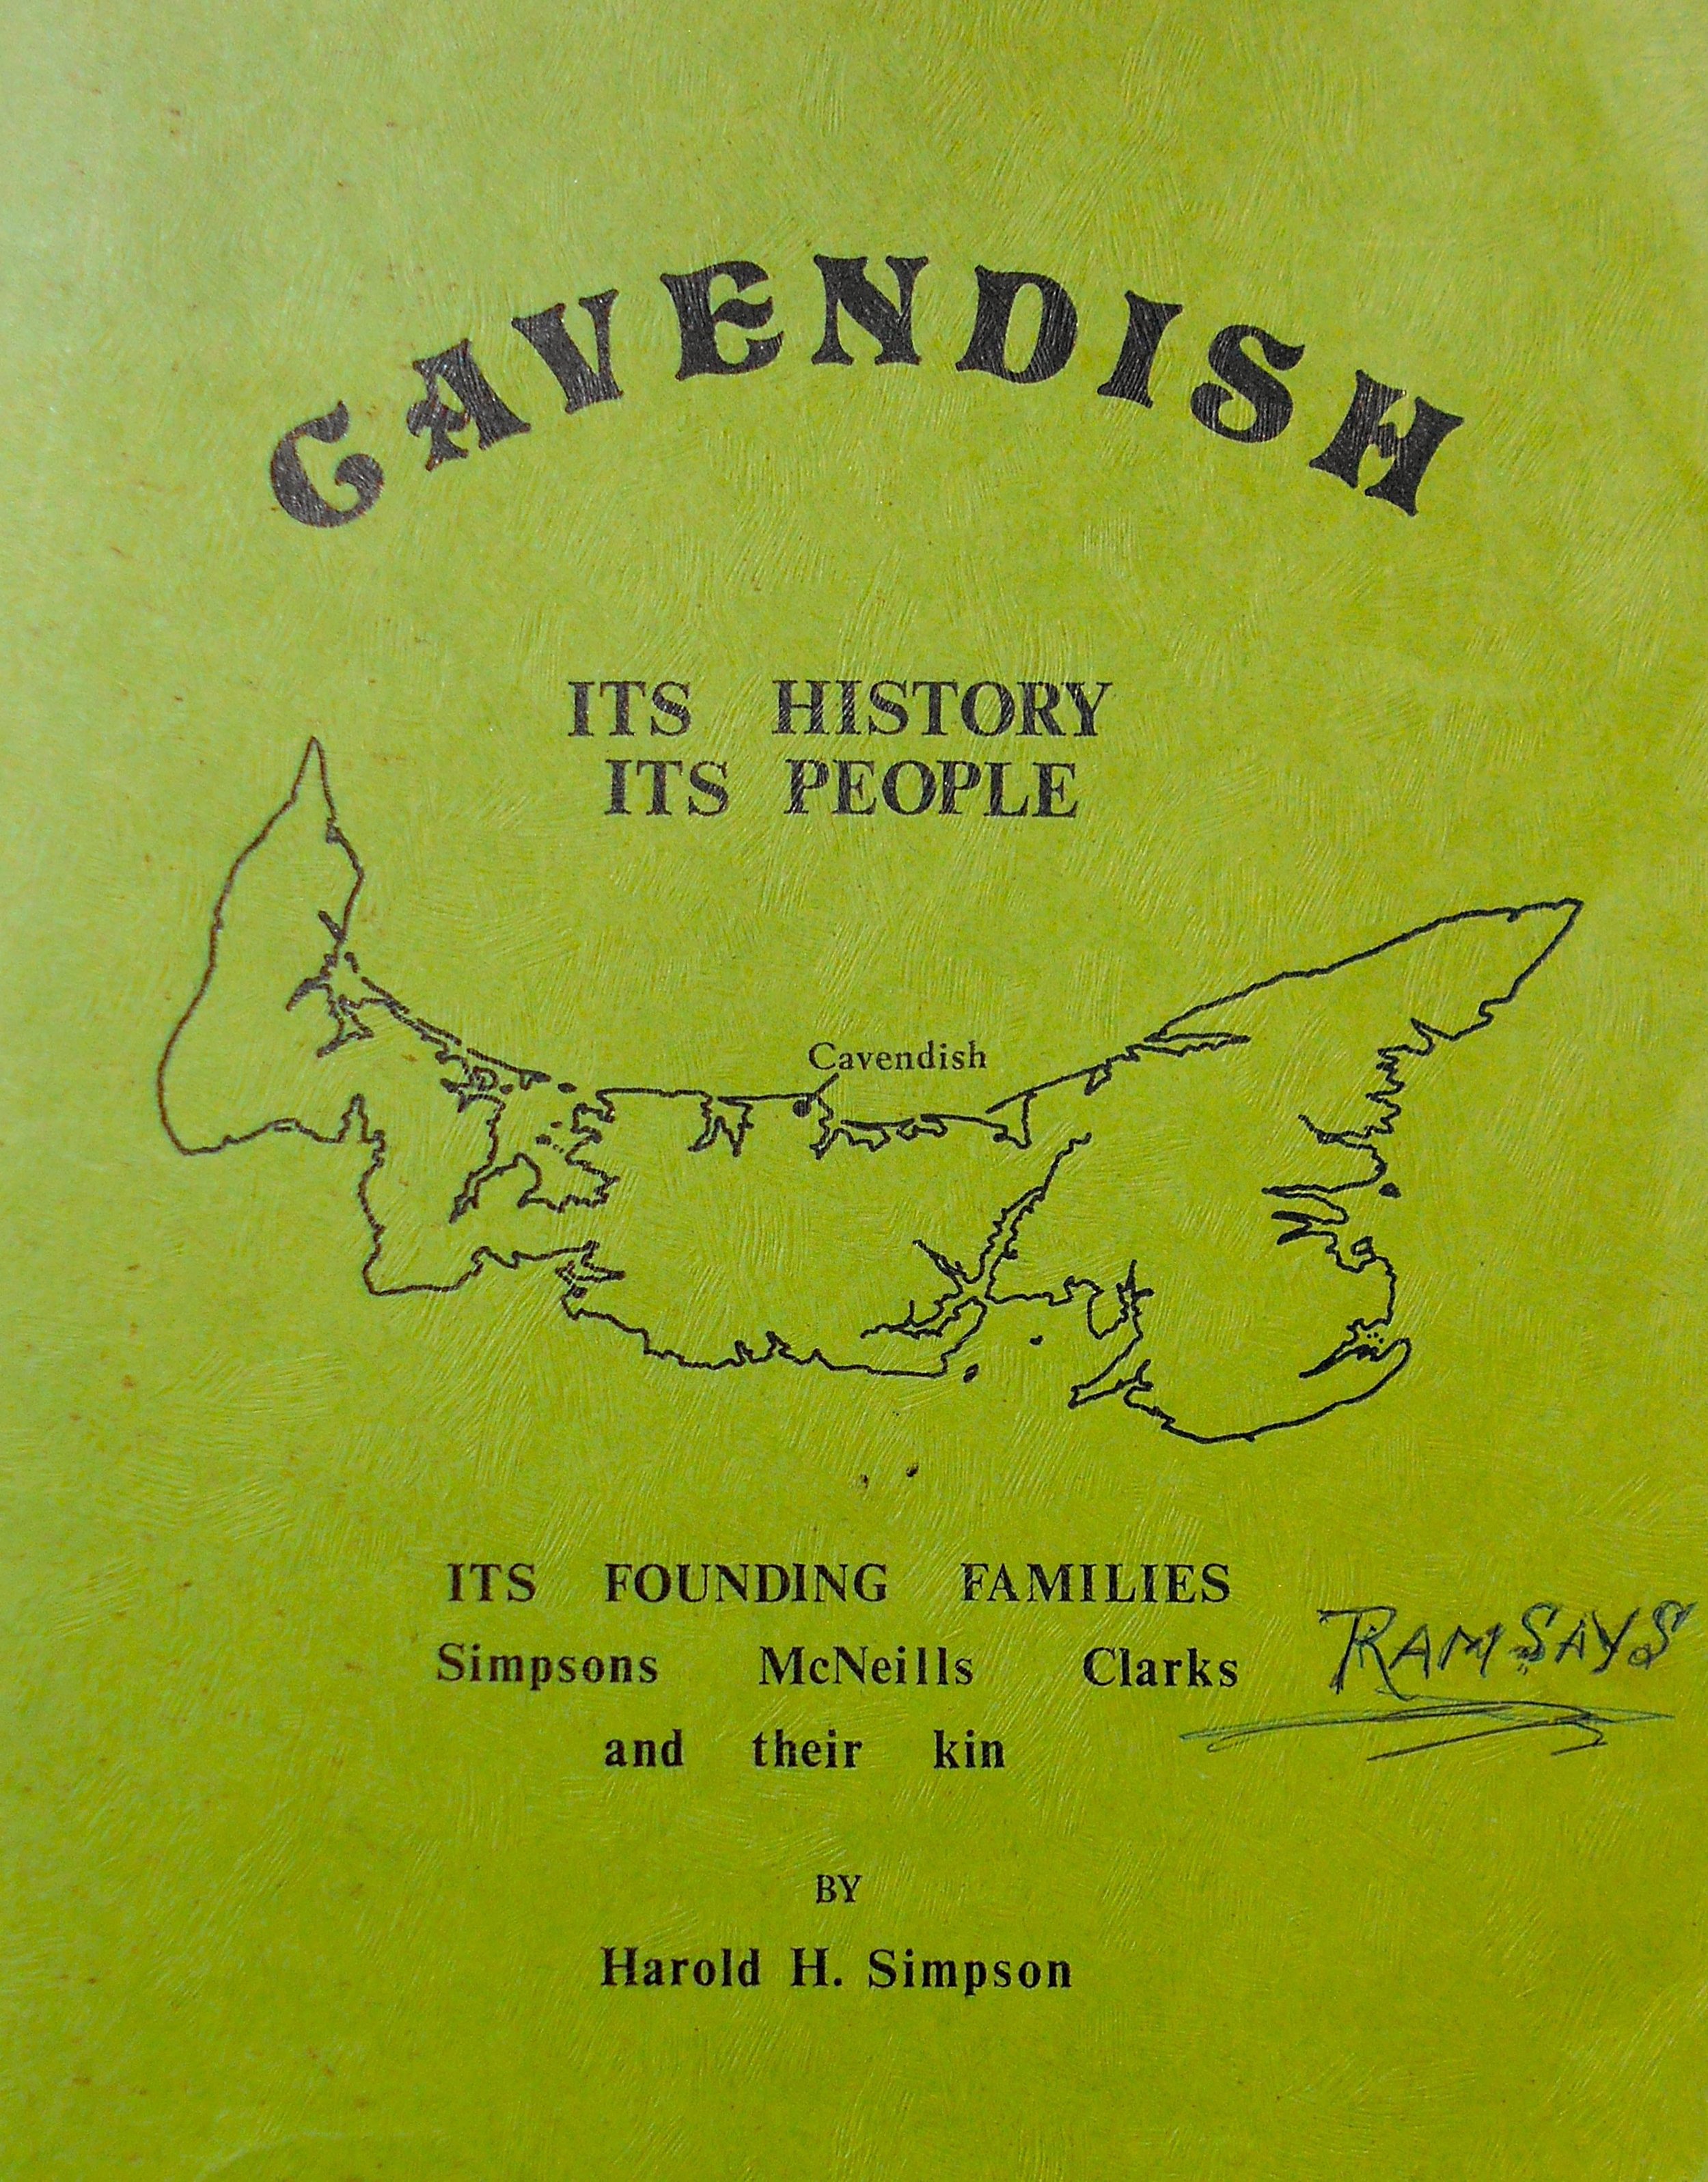 CAVENDISH
ITS HISTORY
ITS PEOPLE
Cavendish
ITS FOUNDING FAMILIES
Simpsons McNeills Clarks RAMSAYS
and their kin
BY
Harold H. Simpson